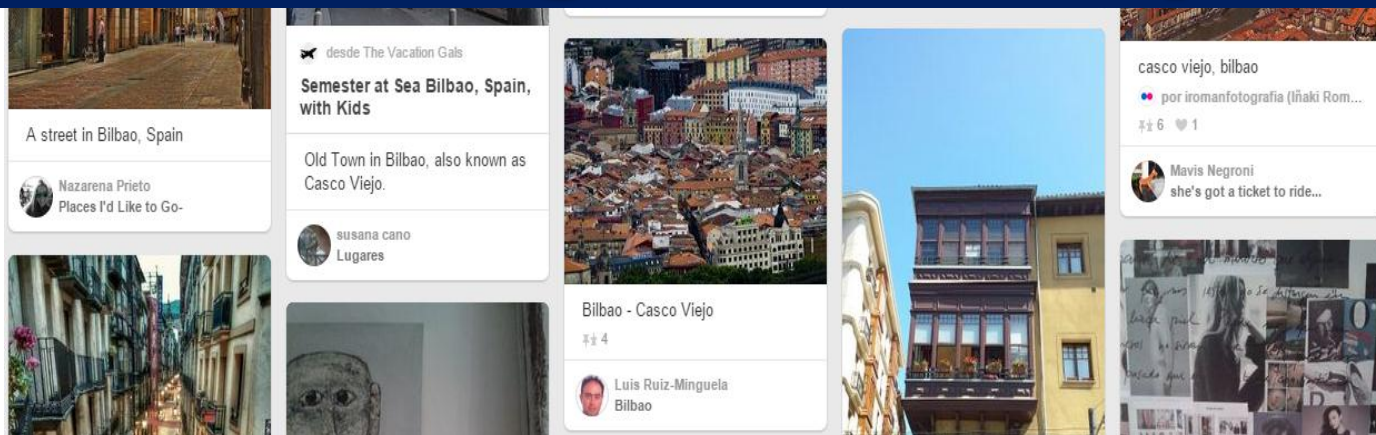 A street in Bilbao, Spain
Nazarena Prieto
Places I'd Like to Go-
desde The Vacation Gals
Semester at Sea Bilbao, Spain,
with Kids
Old Town in Bilbao, also known as
Casco Viejo.
susana cano
Lugares
Bilbao - Casco Viejo
4
Luis Ruiz-Minguela
Bilbao
casco viejo, bilbao
por iromanfotografia (Iñaki Rom...
6 1
Mavis Negroni
she's got a ticket to ride...